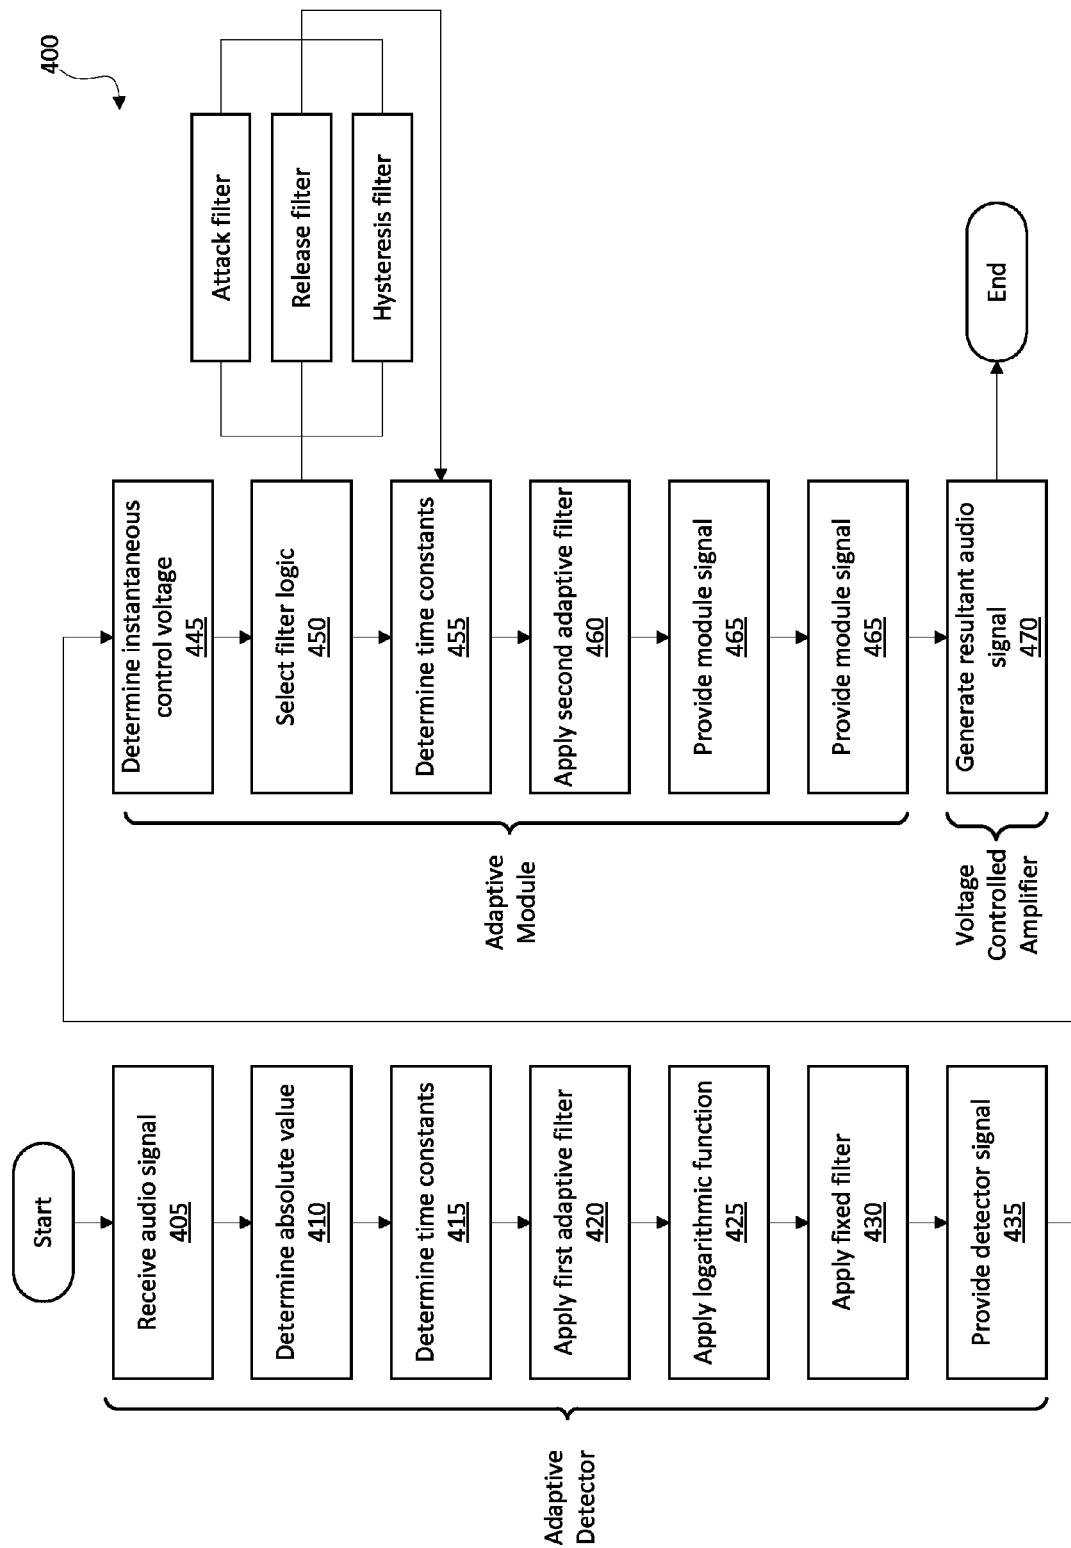 400
Start
Receive audio signal
405
Determine absolute value
410
Determine time constants
415
Apply first adaptive filter
420
Apply logarithmic function
425
Apply fixed filter
430
Provide detector signal
435
Adaptive
Detector
Determine instantaneous
control voltage
445
Select filter logic
450
Determine time constants
455
Apply second adaptive filter
460
Provide module signal
465
Provide module signal
465
Adaptive
Module
Generate resultant audio
signal
470
Voltage
Controlled
Amplifier
Attack filter
Release filter
Hysteresis filter
End